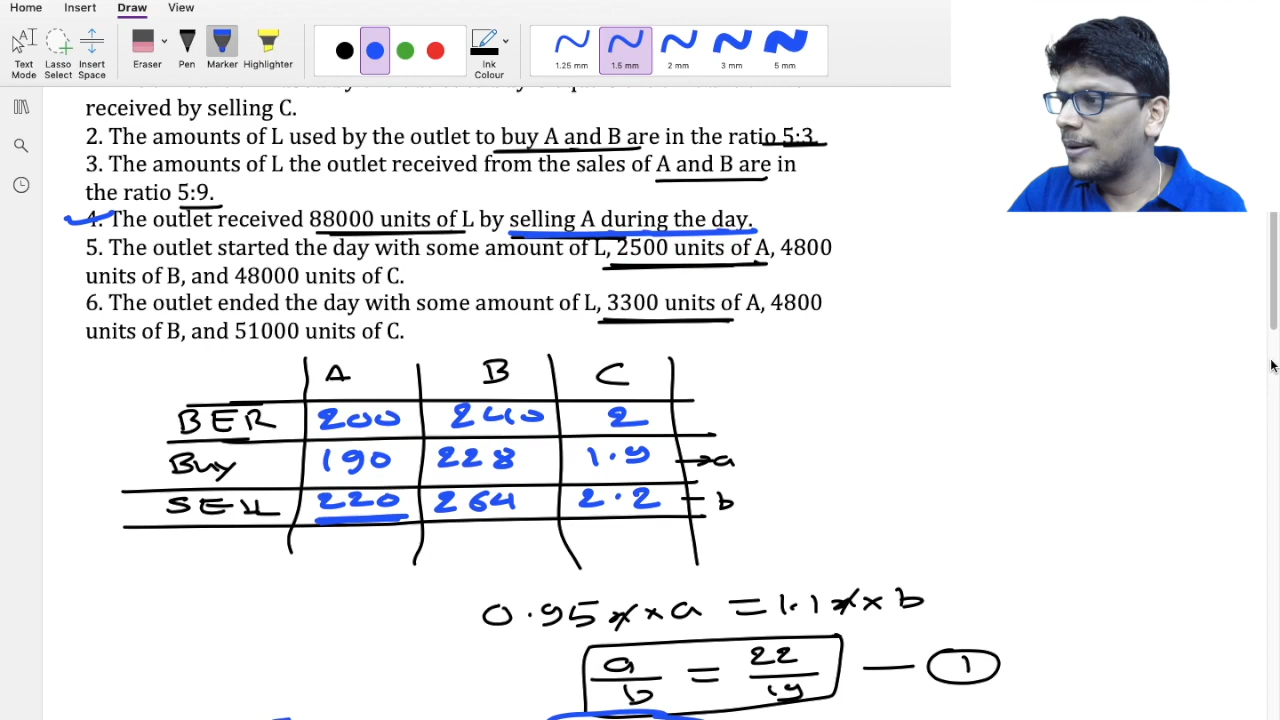 Home Insert Draw View
Text Mode Lasso Select Insert Space Eraser Pen Marker Highlighter Ink Colour 1.25 mm 1.5 mm 2 mm 3 mm 5 mm
received by selling C.
2. The amounts of L used by the outlet to buy A and B are in the ratio 5:3.
3. The amounts of L the outlet received from the sales of A and B are in
the ratio 5:9.
4. The outlet received 88000 units of L by selling A during the day.
5. The outlet started the day with some amount of L, 2500 units of A, 4800
units of B, and 48000 units of C.
6. The outlet ended the day with some amount of L, 3300 units of A, 4800
units of B, and 51000 units of C.
A B C
BER 200 240 2
Buy 190 228 1.9 → a
SELL 220 264 2.2 – b
0.95x × a = 1.1x × b
a/b = 22/19 — 1